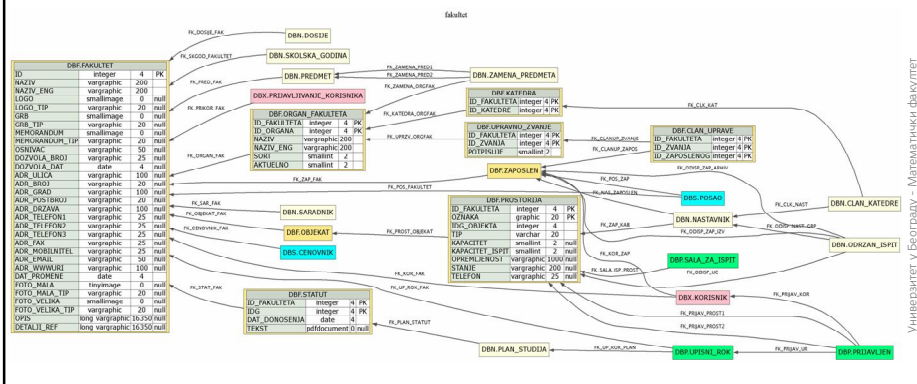 fakultet
DBF.FAKULTET
ID integer 4 PK
NAZIV vargraphic 200
NAZIV_ENG vargraphic 200
LOGO smallimage 0 null
LOGO_TIP vargraphic 20 null
GRB smallimage 0 null
GRB_TIP vargraphic 20 null
MEMORANDUM smallimage 0 null
MEMORANDUM_TIP vargraphic 20 null
OSNIVAC vargraphic 50 null
DOZVOLA_BROJ vargraphic 25 null
DOZVOLA_DAT date 4 null
ADR_ULICA vargraphic 100 null
ADR_BROJ vargraphic 20 null
ADR_GRAD vargraphic 100 null
ADR_POSTBROJ vargraphic 20 null
ADR_TELEFON1 vargraphic 25 null
ADR_TELEFON2 vargraphic 25 null
ADR_TELEFON3 vargraphic 25 null
ADR_FAX vargraphic 25 null
ADR_MOBILNITEL vargraphic 25 null
ADR_EMAIL vargraphic 50 null
ADR_WWWURI vargraphic 100 null
DAT_PROMENE date 4
FOTO_MALA tinyimage 0 null
FOTO_MALA_TIP vargraphic 20 null
FOTO_VELIKA smallimage 0 null
FOTO_VELIKA_TIP vargraphic 20 null
OPIS long vargraphic 16350 null
DETALJI_REF long vargraphic 16350 null
FK_DOSIJE_FAK
DBN.DOSIJE
FK_SKGOD_FAKULTET
DBN.SKOLSKA_GODINA
FK_PRED_FAK
DBN.PREDMET
FK_ZAMENA_PRED1
FK_ZAMENA_PRED2
DBN.ZAMENA_PREDMETA
FK_ZAMENA_ORGFAK
FK_PRIKOR_FAK
DBX.PRIJAVLJIVANJE_KORISNIKA
DBF.ORGAN_FAKULTETA
ID_FAKULTETA integer 4 PK
ID_ORGANA integer 4 PK
NAZIV vargraphic 200
NAZIV_ENG vargraphic 200
SORT smallint 2
AKTUELNO smallint 2
FK_ORGAN_FAK
FK_KATEDRA_ORGFAK
FK_UPRZV_ORGFAK
DBF.KATEDRA
ID_FAKULTETA integer 4 PK
ID_KATEDRE integer 4 PK
FK_CLK_KAT
DBF.UPRAVNO_ZVANJE
ID_FAKULTETA integer 4 PK
ID_ZVANJA integer 4 PK
POTPISUJE smallint 2
FK_CLANUP_ZVANJE
FK_CLANUP_ZAPOS
DBF.CLAN_UPRAVE
ID_FAKULTETA integer 4 PK
ID_ZVANJA integer 4 PK
ID_ZAPOSLENOG integer 4 PK
DBF.ZAPOSLEN
FK_ZAP_FAK
FK_POS_FAKULTET
FK_POS_ZAP
FK_NAS_ZAPOSLEN
DBS.POSAO
FK_CLK_NAST
DBN.CLAN_KATEDRE
DBN.NASTAVNIK
FK_ODISP_ZAP_IZV
DBN.ODRZAN_ISPIT
FK_SAR_FAK
DBN.SARADNIK
FK_OBJEKAT_FAK
DBF.OBJEKAT
FK_PROST_OBJEKAT
FK_CENOVNIK_FAK
DBS.CENOVNIK
DBF.PROSTORIJA
ID_FAKULTETA integer 4 PK
OZNAKA graphic 20 PK
IDG_OBJEKTA integer 4
TIP varchar 20
KAPACITET smallint 2 null
KAPACITET_ISPIT smallint 2 null
OPREMLJENOST vargraphic 1000 null
STANJE vargraphic 200 null
TELEFON vargraphic 25 null
FK_ZAP_KAB
FK_KOR_ZAP
DBP.SALA_ZA_ISPIT
FK_SALA_ISP_PROST
FK_ODISP_UC
FK_KOR_FAK
FK_UP_ROK_FAK
DBX.KORISNIK
FK_PRIJAV_KOR
FK_PRIJAV_PROST1
FK_PRIJAV_PROST2
FK_STAT_FAK
DBF.STATUT
ID_FAKULTETA integer 4 PK
IDG integer 4 PK
DAT_DONOSENJA date 4
TEKST pdfdocument 0 null
FK_PLAN_STATUT
DBN.PLAN_STUDIJA
FK_UP_ROK_PLAN
DBP.UPISNI_ROK
FK_PRIJAV_UR
DBP.PRIJAVLJEN
Универзитет у Београду - Математички факултет